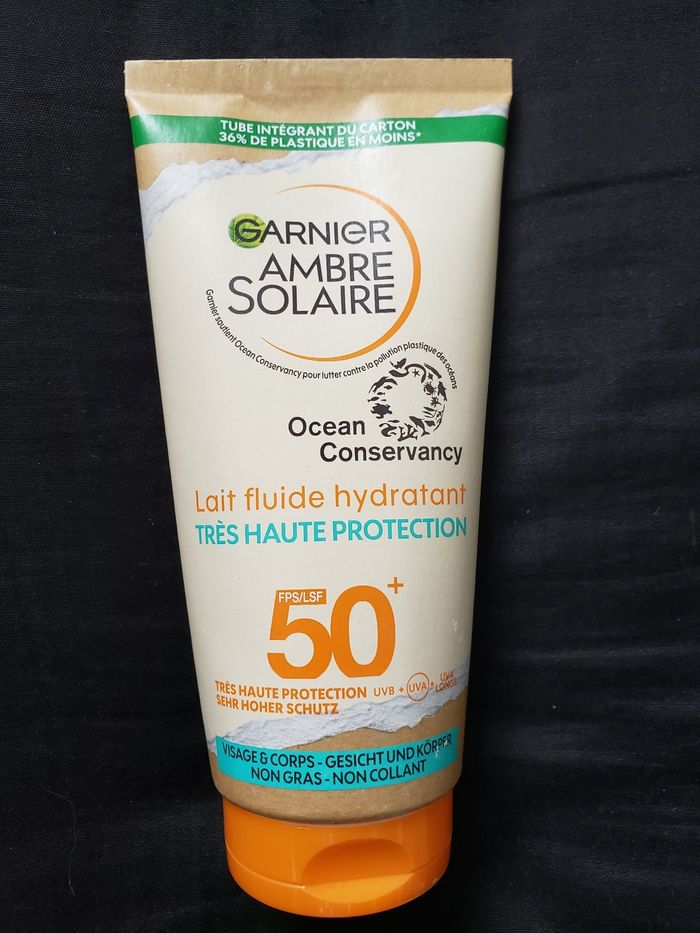 TUBE INTÉGRANT DU CARTON
36% DE PLASTIQUE EN MOINS*
GARNIER
AMBRE
SOLAIRE
Garnier soutient Ocean Conservancy pour lutter contre la pollution plastique des océans
Ocean
Conservancy
Lait fluide hydratant
TRÈS HAUTE PROTECTION
FPS/LSF
50+
TRÈS HAUTE PROTECTION UVB + UVA + UVA LONGS
SEHR HOHER SCHUTZ
VISAGE & CORPS - GESICHT UND KÖRPER
NON GRAS - NON COLLANT